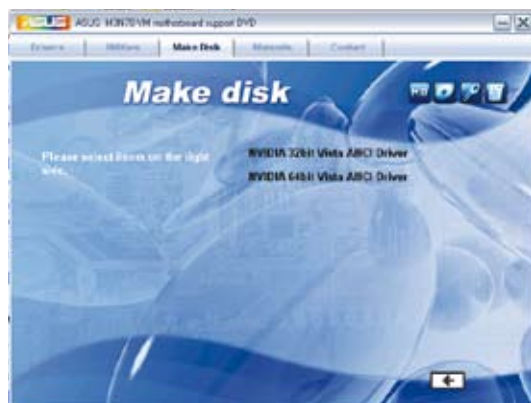 ASUS ASUS M3N78-VM motherboard support DVD
Drivers Utilities Make Disk Manuals Contact
Make disk
Please select items on the right side.
NVIDIA 32bit Vista AHCI Driver
NVIDIA 64bit Vista AHCI Driver